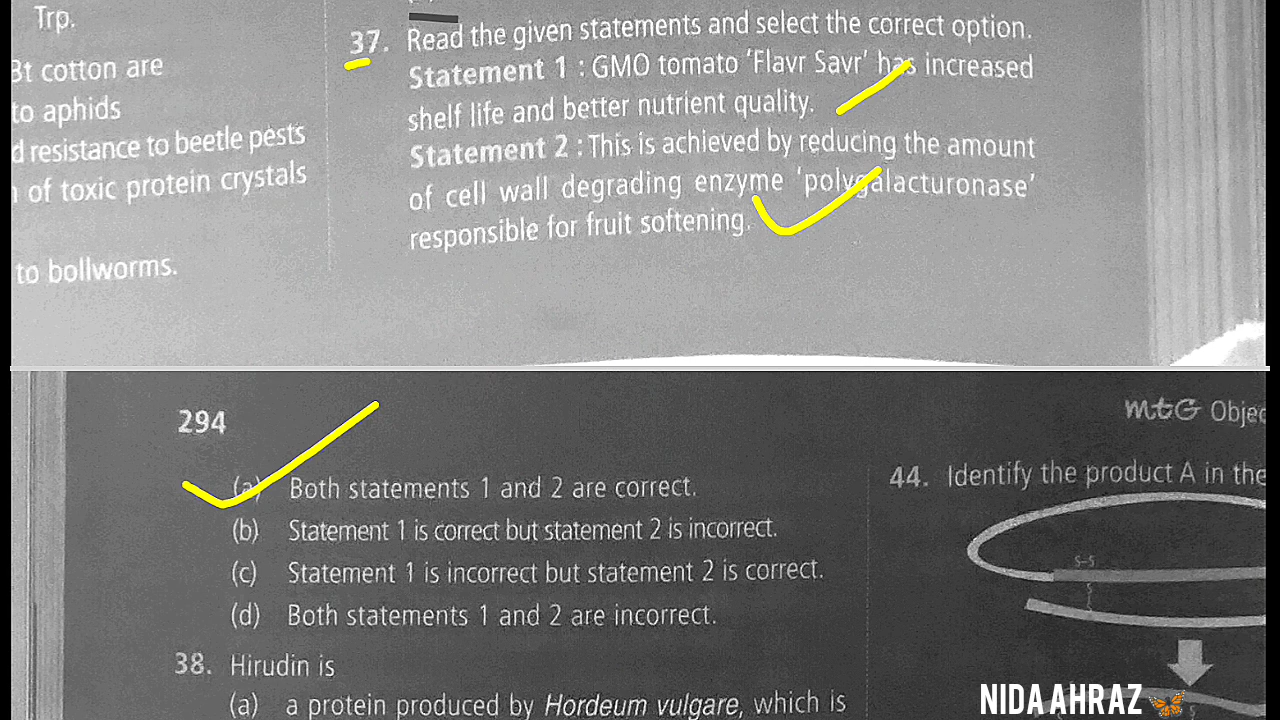 Trp.
Bt cotton are
to aphids
d resistance to beetle pests
of toxic protein crystals
to bollworms.
37. Read the given statements and select the correct option.
Statement 1 : GMO tomato 'Flavr Savr' has increased
shelf life and better nutrient quality.
Statement 2 : This is achieved by reducing the amount
of cell wall degrading enzyme 'polygalacturonase'
responsible for fruit softening.
294
mtG Objec
(a) Both statements 1 and 2 are correct.
(b) Statement 1 is correct but statement 2 is incorrect.
(c) Statement 1 is incorrect but statement 2 is correct.
(d) Both statements 1 and 2 are incorrect.
38. Hirudin is
(a) a protein produced by Hordeum vulgare, which is
44. Identify the product A in the
S–S
S
S
NIDA AHRAZ